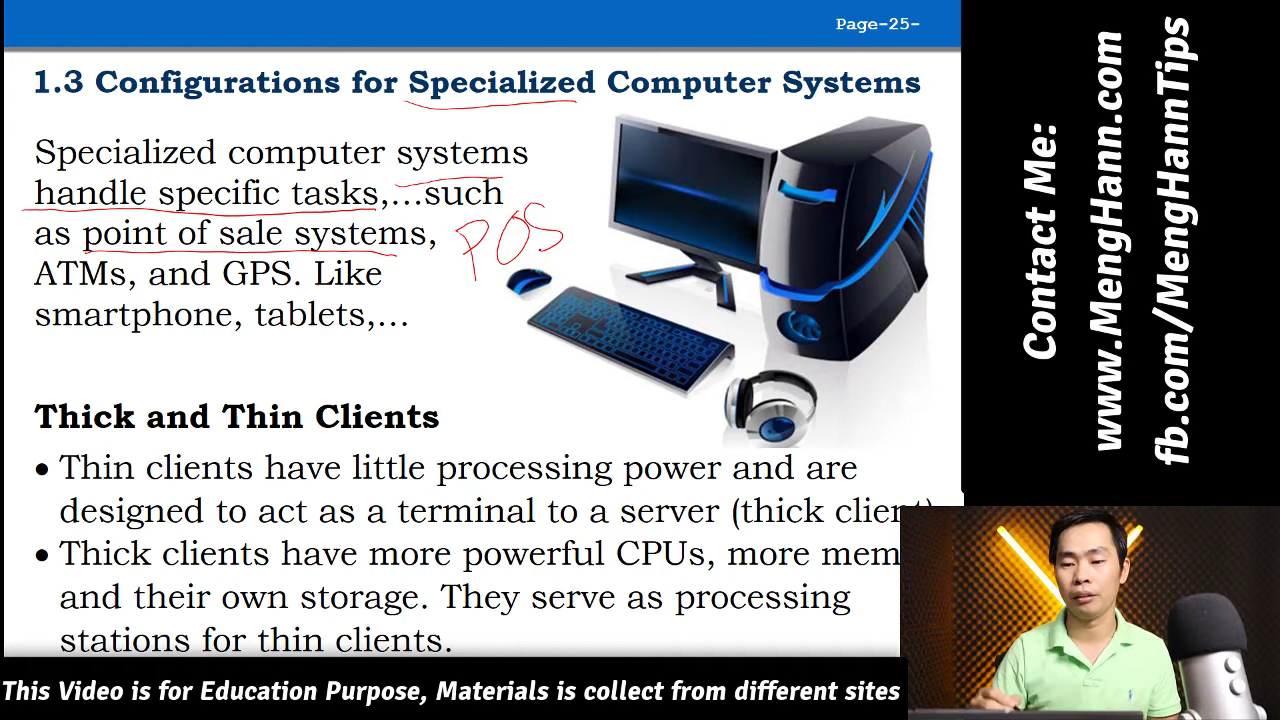 Page-25-
1.3 Configurations for Specialized Computer Systems
Specialized computer systems
handle specific tasks,...such
as point of sale systems,
POS
ATMs, and GPS. Like
smartphone, tablets,...
Thick and Thin Clients
• Thin clients have little processing power and are
designed to act as a terminal to a server (thick client)
• Thick clients have more powerful CPUs, more mem
and their own storage. They serve as processing
stations for thin clients.
This Video is for Education Purpose, Materials is collect from different sites
Contact Me:
www.MengHann.com
fb.com/MengHannTips